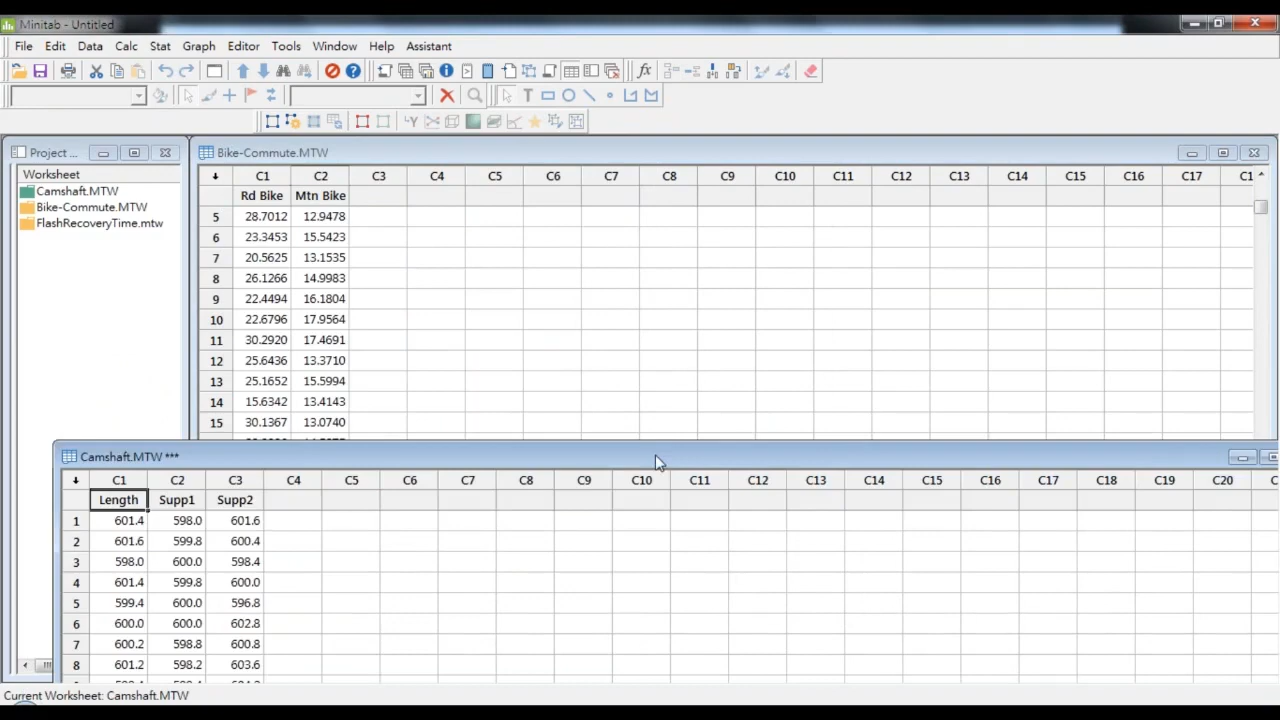 Minitab - Untitled
File Edit Data Calc Stat Graph Editor Tools Window Help Assistant
Project ...
Worksheet
Camshaft.MTW
Bike-Commute.MTW
FlashRecoveryTime.mtw
Bike-Commute.MTW
C1 C2 C3 C4 C5 C6 C7 C8 C9 C10 C11 C12 C13 C14 C15 C16 C17
Rd Bike Mtn Bike
5 28.7012 12.9478
6 23.3453 15.5423
7 20.5625 13.1535
8 26.1266 14.9983
9 22.4494 16.1804
10 22.6796 17.9564
11 30.2920 17.4691
12 25.6436 13.3710
13 25.1652 15.5994
14 15.6342 13.4143
15 30.1367 13.0740
Camshaft.MTW ***
C1 C2 C3 C4 C5 C6 C7 C8 C9 C10 C11 C12 C13 C14 C15 C16 C17 C18 C19 C20
Length Supp1 Supp2
1 601.4 598.0 601.6
2 601.6 599.8 600.4
3 598.0 600.0 598.4
4 601.4 599.8 600.0
5 599.4 600.0 596.8
6 600.0 600.0 602.8
7 600.2 598.8 600.8
8 601.2 598.2 603.6
Current Worksheet: Camshaft.MTW